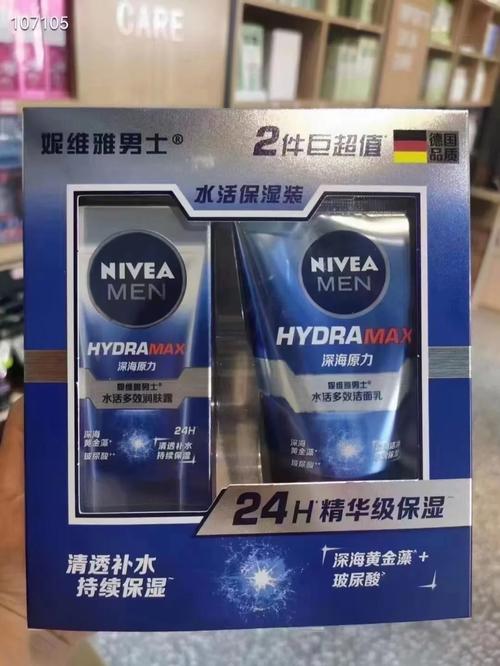 107105
妮维雅男士®
2件巨超值*
德国
品质
水活保湿装
NIVEA
MEN
HYDRAMAX
深海原力
妮维雅男士®
水活多效润肤露
深海
黄金藻*
玻尿酸**
24H
清透补水
持续保湿
NIVEA
MEN
HYDRAMAX
深海原力
妮维雅男士®
水活多效洁面乳
深海
黄金藻*
玻尿酸**
24H*精华级保湿~
清透补水
持续保湿~
深海黄金藻^+
玻尿酸